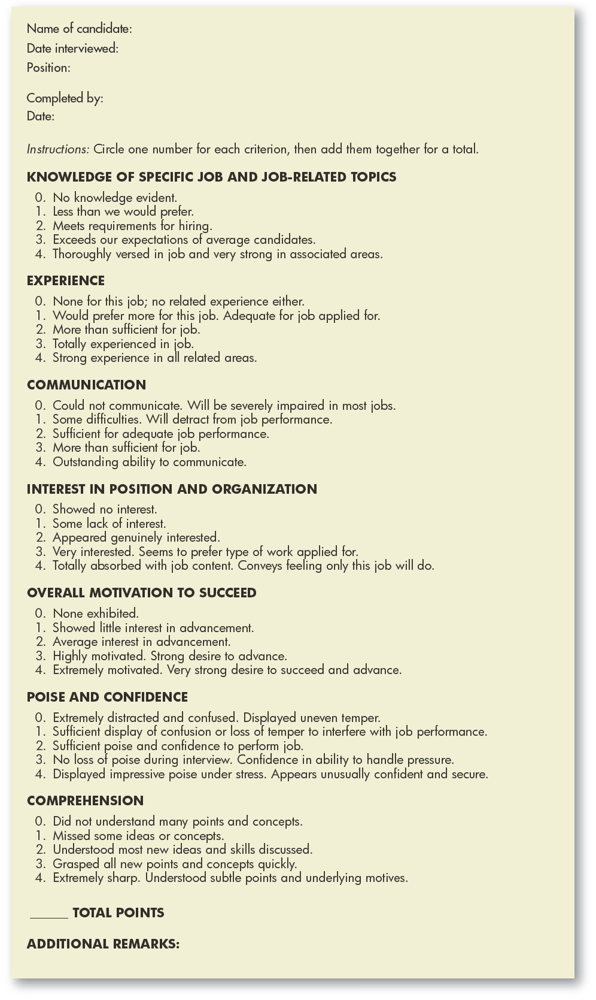 Name of candidate:
Date interviewed:
Position:
Completed by:
Date:
Instructions: Circle one number for each criterion, then add them together for a total.
KNOWLEDGE OF SPECIFIC JOB AND JOB-RELATED TOPICS
0. No knowledge evident.
1. Less than we would prefer.
2. Meets requirements for hiring.
3. Exceeds our expectations of average candidates.
4. Thoroughly versed in job and very strong in associated areas.
EXPERIENCE
0. None for this job; no related experience either.
1. Would prefer more for this job. Adequate for job applied for.
2. More than sufficient for job.
3. Totally experienced in job.
4. Strong experience in all related areas.
COMMUNICATION
0. Could not communicate. Will be severely impaired in most jobs.
1. Some difficulties. Will detract from job performance.
2. Sufficient for adequate job performance.
3. More than sufficient for job.
4. Outstanding ability to communicate.
INTEREST IN POSITION AND ORGANIZATION
0. Showed no interest.
1. Some lack of interest.
2. Appeared genuinely interested.
3. Very interested. Seems to prefer type of work applied for.
4. Totally absorbed with job content. Conveys feeling only this job will do.
OVERALL MOTIVATION TO SUCCEED
0. None exhibited.
1. Showed little interest in advancement.
2. Average interest in advancement.
3. Highly motivated. Strong desire to advance.
4. Extremely motivated. Very strong desire to succeed and advance.
POISE AND CONFIDENCE
0. Extremely distracted and confused. Displayed uneven temper.
1. Sufficient display of confusion or loss of temper to interfere with job performance.
2. Sufficient poise and confidence to perform job.
3. No loss of poise during interview. Confidence in ability to handle pressure.
4. Displayed impressive poise under stress. Appears unusually confident and secure.
COMPREHENSION
0. Did not understand many points and concepts.
1. Missed some ideas or concepts.
2. Understood most new ideas and skills discussed.
3. Grasped all new points and concepts quickly.
4. Extremely sharp. Understood subtle points and underlying motives.
_____ TOTAL POINTS
ADDITIONAL REMARKS: